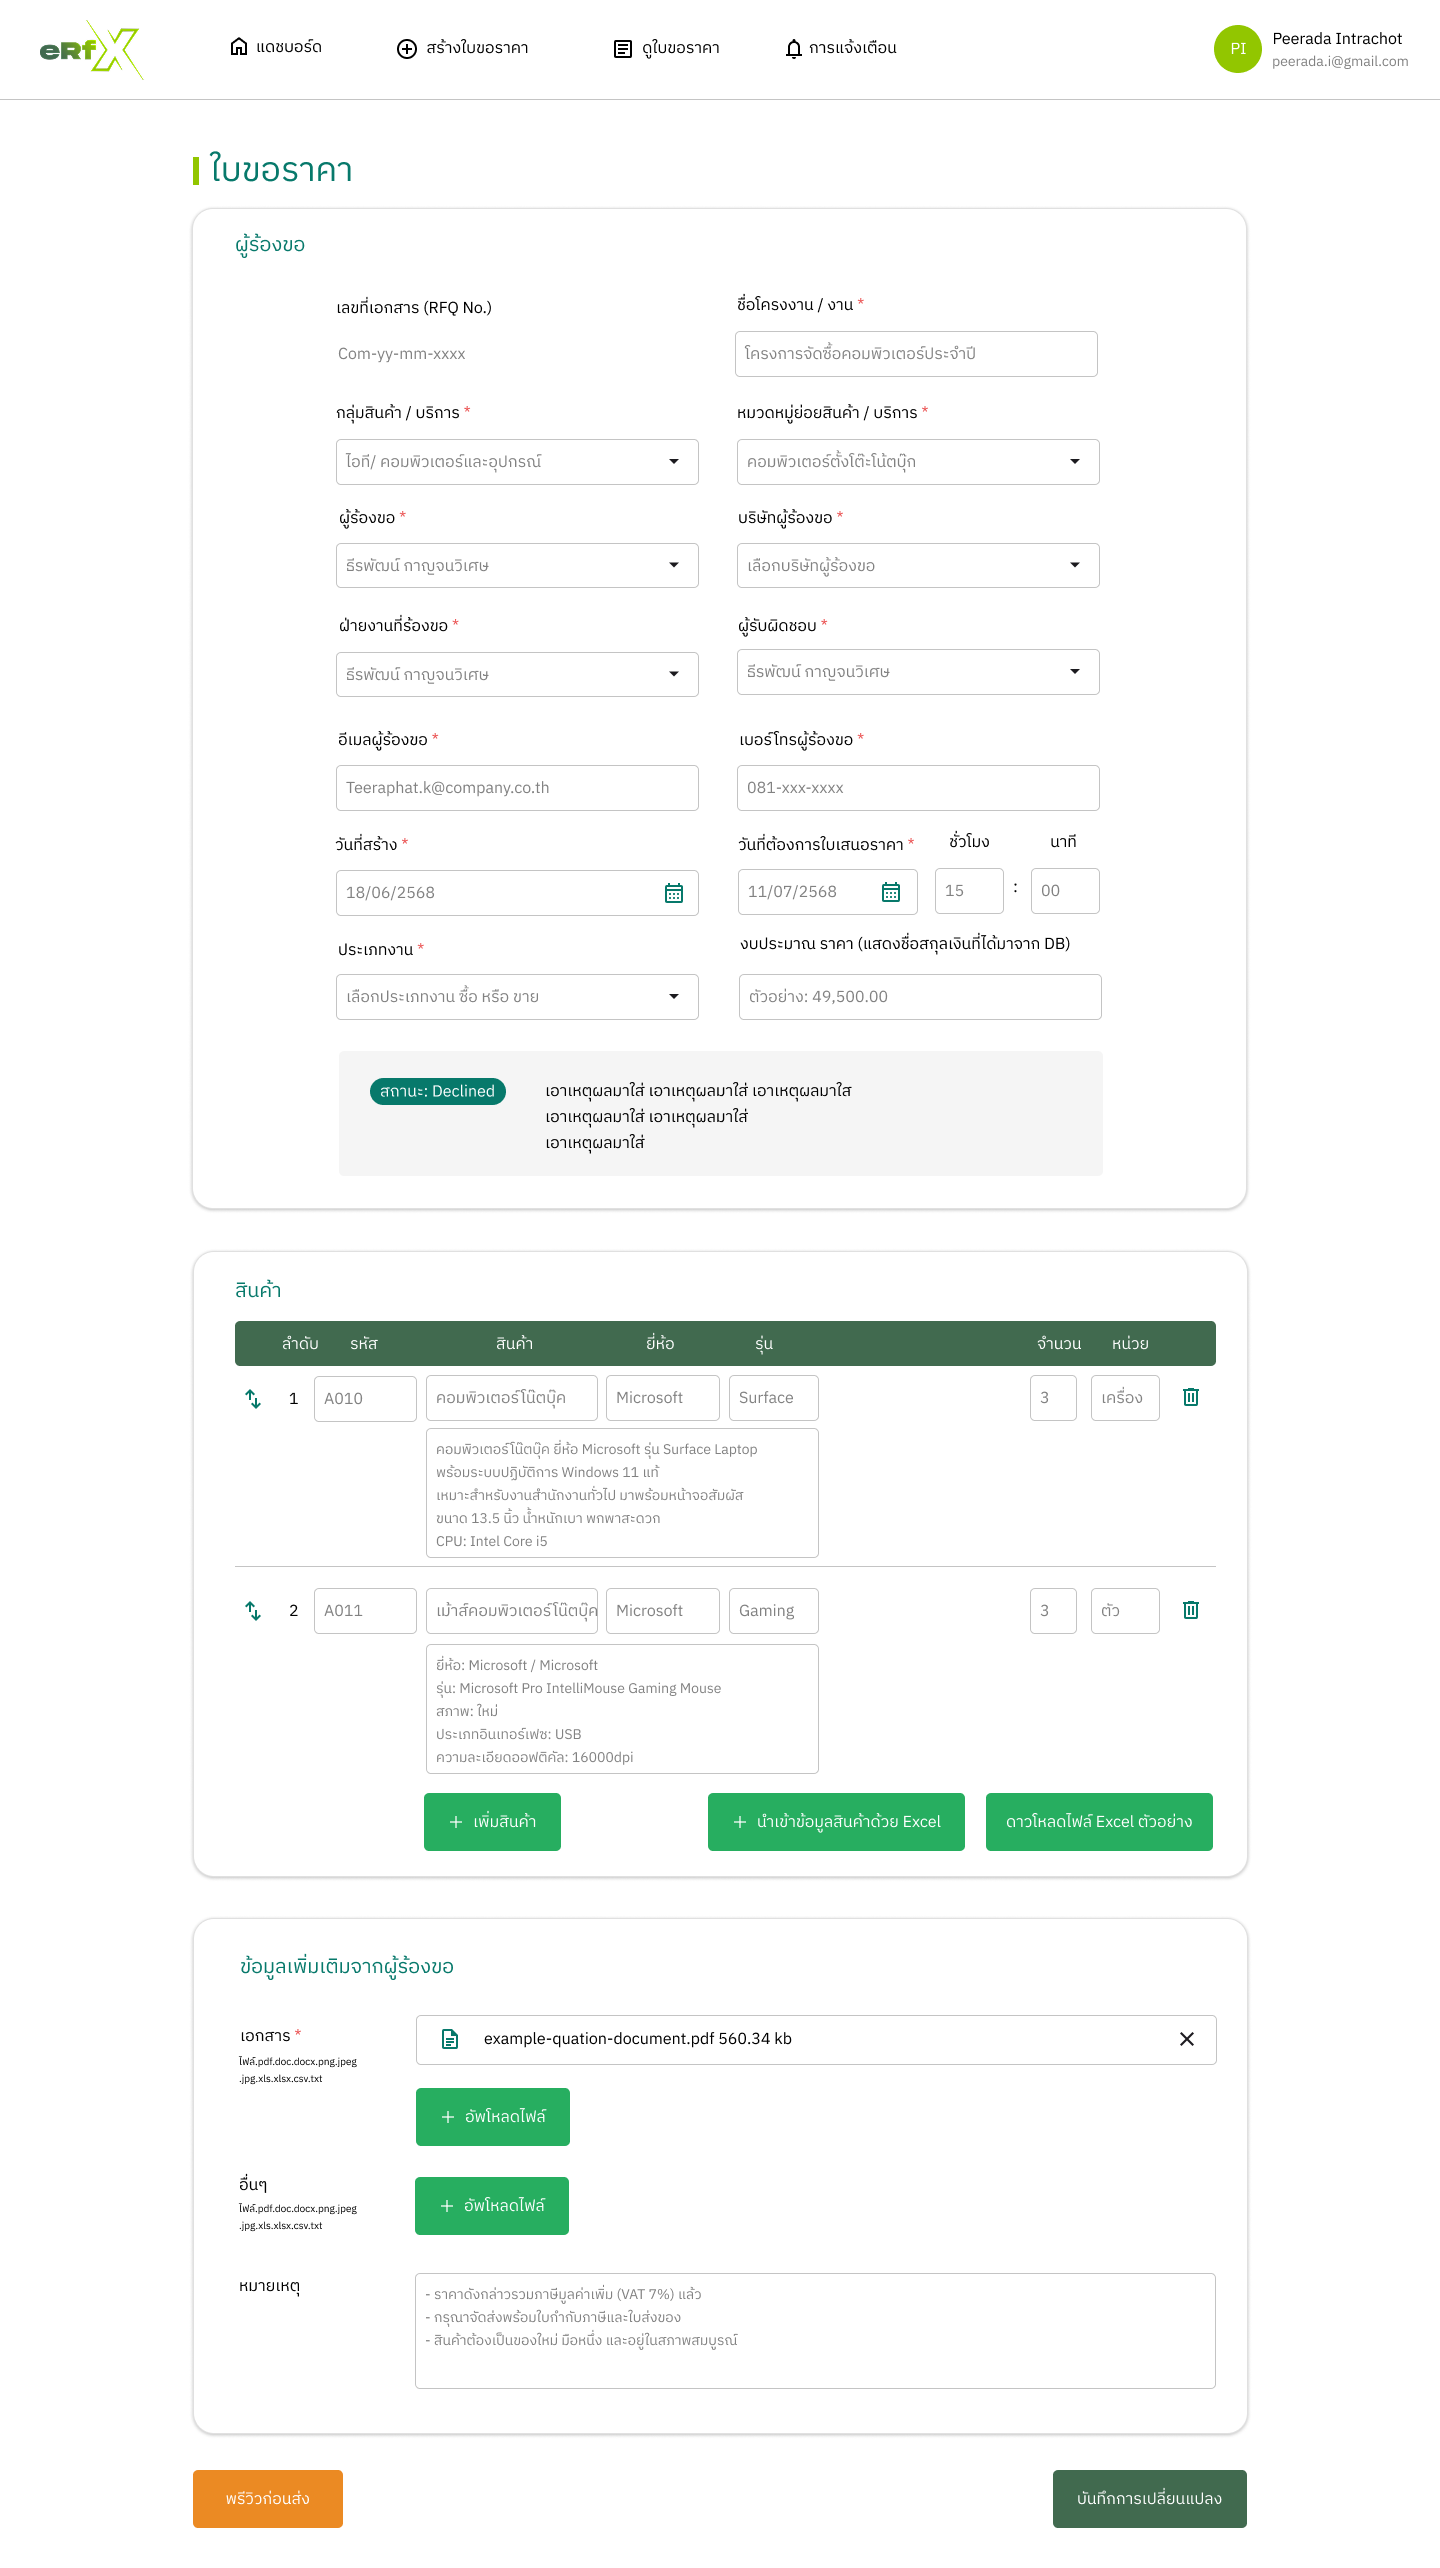 eRfX
แดชบอร์ด
สร้างใบขอราคา
ดูใบขอราคา
การแจ้งเตือน
PI
Peerada Intrachot
peerada.i@gmail.com
ใบขอราคา
ผู้ร้องขอ
เลขที่เอกสาร (RFQ No.)
ชื่อโครงงาน / งาน *
Com-yy-mm-xxxx
โครงการจัดซื้อคอมพิวเตอร์ประจำปี
กลุ่มสินค้า / บริการ *
หมวดหมู่ย่อยสินค้า / บริการ *
ไอที/ คอมพิวเตอร์และอุปกรณ์
คอมพิวเตอร์ตั้งโต๊ะโน้ตบุ๊ก
ผู้ร้องขอ *
บริษัทผู้ร้องขอ *
ธีรพัฒน์ กาญจนวิเศษ
เลือกบริษัทผู้ร้องขอ
ฝ่ายงานที่ร้องขอ *
ผู้รับผิดชอบ *
ธีรพัฒน์ กาญจนวิเศษ
ธีรพัฒน์ กาญจนวิเศษ
อีเมลผู้ร้องขอ *
เบอร์โทรผู้ร้องขอ *
Teeraphat.k@company.co.th
081-xxx-xxxx
วันที่สร้าง *
วันที่ต้องการใบเสนอราคา *
ชั่วโมง
นาที
18/06/2568
11/07/2568
15
:
00
ประเภทงาน *
งบประมาณ ราคา (แสดงชื่อสกุลเงินที่ได้มาจาก DB)
เลือกประเภทงาน ซื้อ หรือ ขาย
ตัวอย่าง: 49,500.00
สถานะ: Declined
เอาเหตุผลมาใส่ เอาเหตุผลมาใส่ เอาเหตุผลมาใส
เอาเหตุผลมาใส่ เอาเหตุผลมาใส่
เอาเหตุผลมาใส่
สินค้า
ลำดับ รหัส สินค้า ยี่ห้อ รุ่น จำนวน หน่วย
1 A010 คอมพิวเตอร์โน๊ตบุ๊ค Microsoft Surface 3 เครื่อง
คอมพิวเตอร์โน๊ตบุ๊ค ยี่ห้อ Microsoft รุ่น Surface Laptop
พร้อมระบบปฏิบัติการ Windows 11 แท้
เหมาะสำหรับงานสำนักงานทั่วไป มาพร้อมหน้าจอสัมผัส
ขนาด 13.5 นิ้ว น้ำหนักเบา พกพาสะดวก
CPU: Intel Core i5
2 A011 เม้าส์คอมพิวเตอร์โน๊ตบุ๊ค Microsoft Gaming 3 ตัว
ยี่ห้อ: Microsoft / Microsoft
รุ่น: Microsoft Pro IntelliMouse Gaming Mouse
สภาพ: ใหม่
ประเภทอินเทอร์เฟซ: USB
ความละเอียดออฟติคัล: 16000dpi
+ เพิ่มสินค้า
+ นำเข้าข้อมูลสินค้าด้วย Excel
ดาวโหลดไฟล์ Excel ตัวอย่าง
ข้อมูลเพิ่มเติมจากผู้ร้องขอ
เอกสาร *
ไฟล์.pdf.doc.docx.png.jpeg
.jpg.xls.xlsx.csv.txt
example-quation-document.pdf 560.34 kb
+ อัพโหลดไฟล์
อื่นๆ
ไฟล์.pdf.doc.docx.png.jpeg
.jpg.xls.xlsx.csv.txt
+ อัพโหลดไฟล์
หมายเหตุ
- ราคาดังกล่าวรวมภาษีมูลค่าเพิ่ม (VAT 7%) แล้ว
- กรุณาจัดส่งพร้อมใบกำกับภาษีและใบส่งของ
- สินค้าต้องเป็นของใหม่ มือหนึ่ง และอยู่ในสภาพสมบูรณ์
พรีวิวก่อนส่ง
บันทึกการเปลี่ยนแปลง